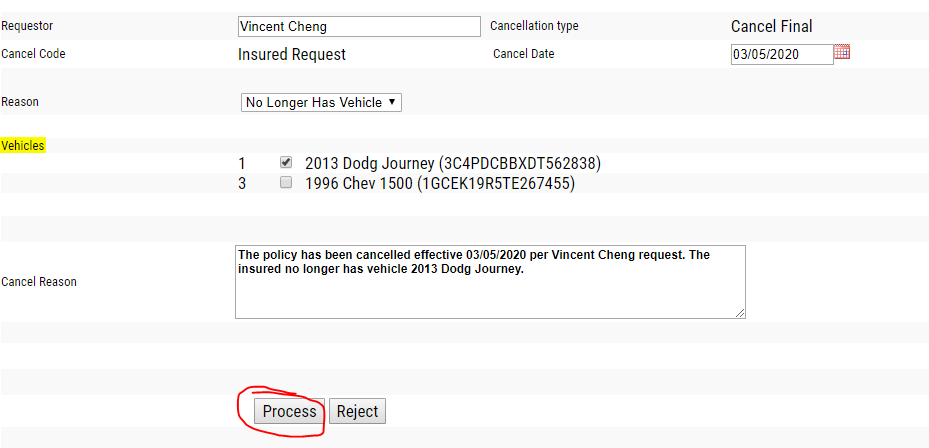 Requestor Vincent Cheng Cancellation type Cancel Final
Cancel Code Insured Request Cancel Date 03/05/2020
Reason No Longer Has Vehicle
Vehicles
1 2013 Dodg Journey (3C4PDCBBXDT562838)
3 1996 Chev 1500 (1GCEK19R5TE267455)
The policy has been cancelled effective 03/05/2020 per Vincent Cheng request. The
insured no longer has vehicle 2013 Dodg Journey.
Cancel Reason
Process Reject